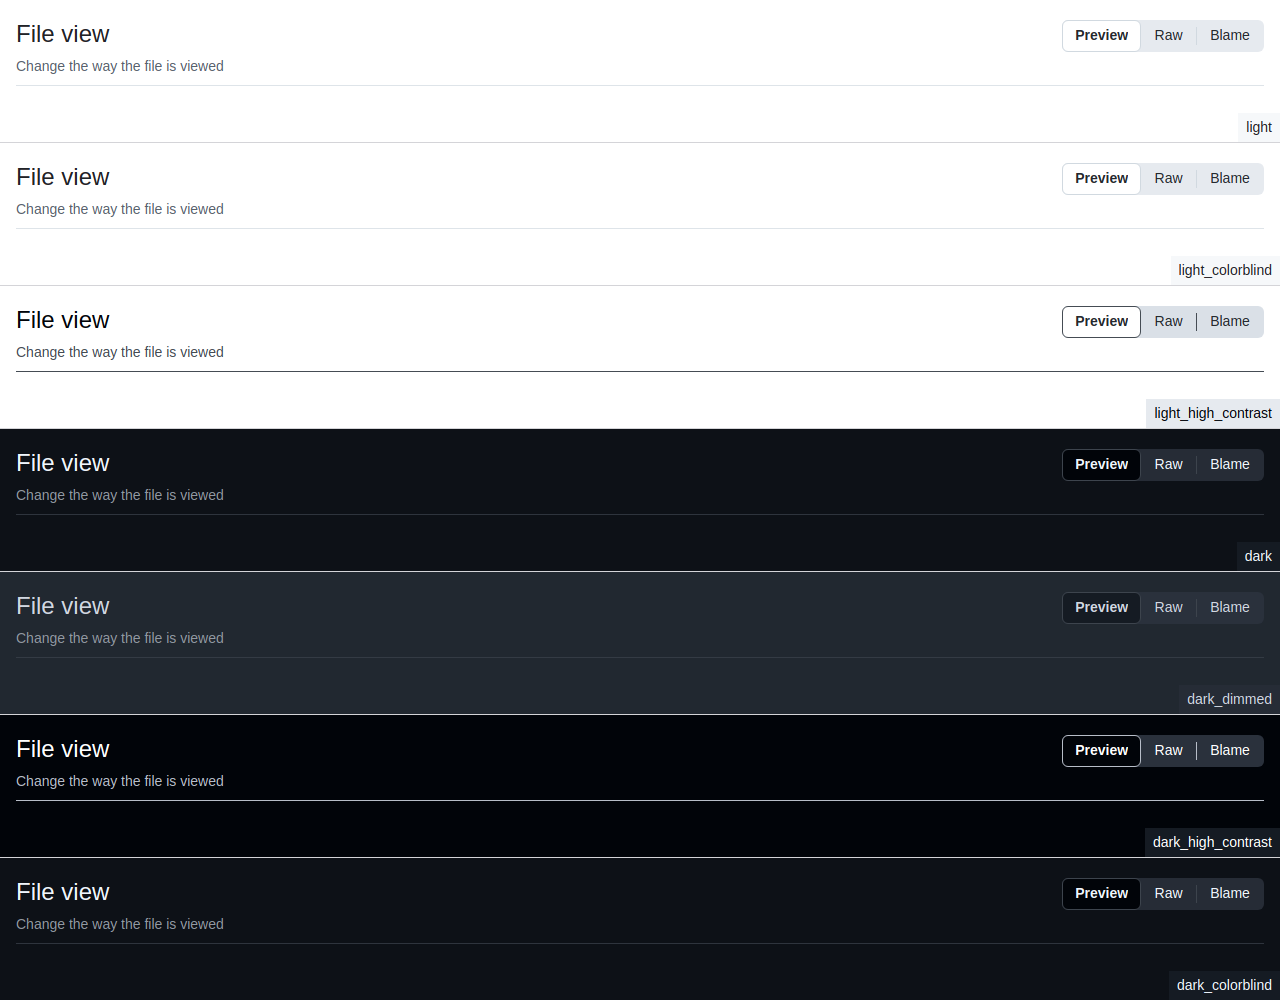 File view Preview Raw Blame
Change the way the file is viewed
light
File view Preview Raw Blame
Change the way the file is viewed
light_colorblind
File view Preview Raw Blame
Change the way the file is viewed
light_high_contrast
File view Preview Raw Blame
Change the way the file is viewed
dark
File view Preview Raw Blame
Change the way the file is viewed
dark_dimmed
File view Preview Raw Blame
Change the way the file is viewed
dark_high_contrast
File view Preview Raw Blame
Change the way the file is viewed
dark_colorblind